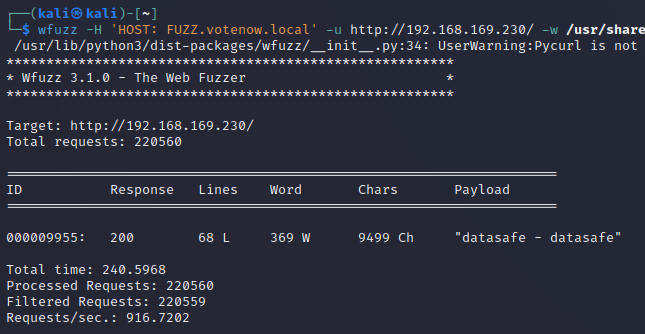 ┌──(kali㉿kali)-[~]
└─$ wfuzz -H 'HOST: FUZZ.votenow.local' -u http://192.168.169.230/ -w /usr/share
/usr/lib/python3/dist-packages/wfuzz/__init__.py:34: UserWarning:Pycurl is not
********************************************************
* Wfuzz 3.1.0 - The Web Fuzzer                         *
********************************************************
Target: http://192.168.169.230/
Total requests: 220560
=====================================================================
ID           Response   Lines    Word       Chars       Payload
=====================================================================
000009955:   200        68 L     369 W      9499 Ch     "datasafe - datasafe"
Total time: 240.5968
Processed Requests: 220560
Filtered Requests: 220559
Requests/sec.: 916.7202